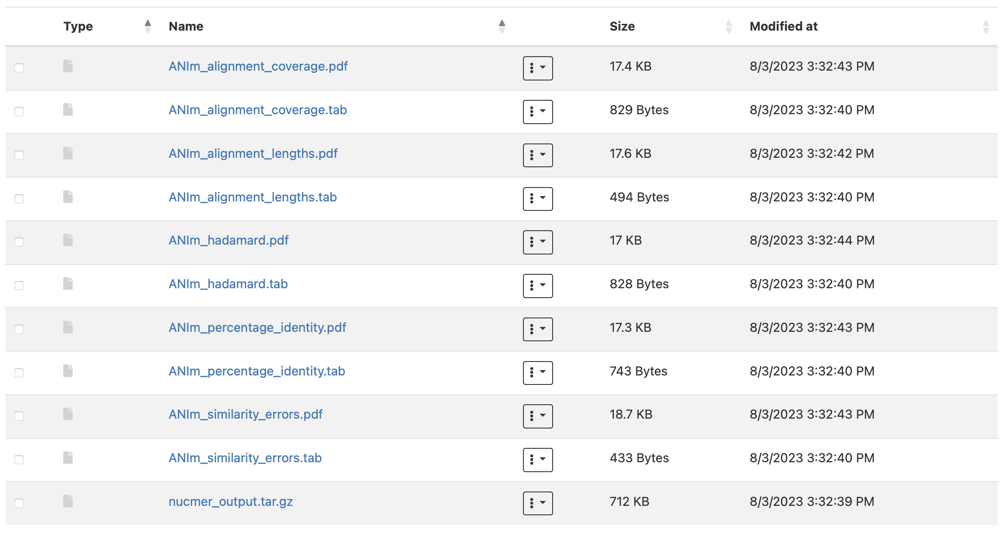 Type Name Size Modified at
ANIm_alignment_coverage.pdf 17.4 KB 8/3/2023 3:32:43 PM
ANIm_alignment_coverage.tab 829 Bytes 8/3/2023 3:32:40 PM
ANIm_alignment_lengths.pdf 17.6 KB 8/3/2023 3:32:42 PM
ANIm_alignment_lengths.tab 494 Bytes 8/3/2023 3:32:40 PM
ANIm_hadamard.pdf 17 KB 8/3/2023 3:32:44 PM
ANIm_hadamard.tab 828 Bytes 8/3/2023 3:32:40 PM
ANIm_percentage_identity.pdf 17.3 KB 8/3/2023 3:32:43 PM
ANIm_percentage_identity.tab 743 Bytes 8/3/2023 3:32:40 PM
ANIm_similarity_errors.pdf 18.7 KB 8/3/2023 3:32:43 PM
ANIm_similarity_errors.tab 433 Bytes 8/3/2023 3:32:40 PM
nucmer_output.tar.gz 712 KB 8/3/2023 3:32:39 PM